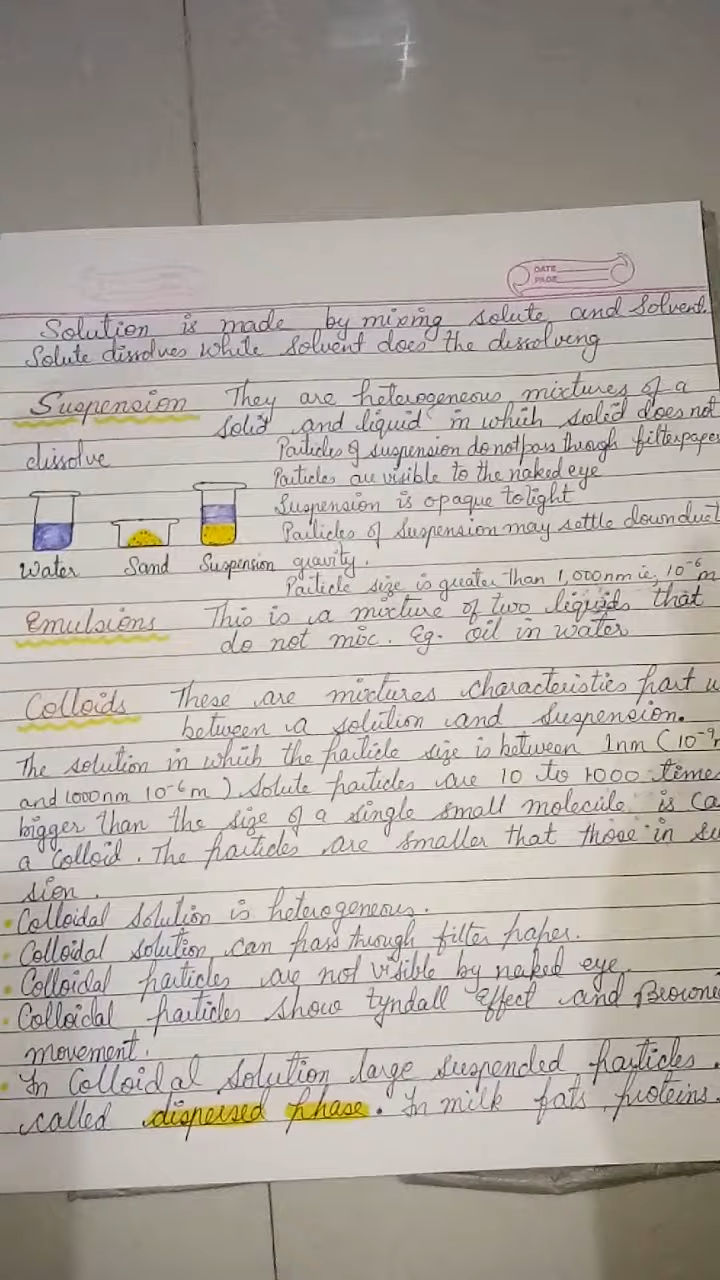 DATE
PAGE
Solution is made by mixing solute and solvent.
Solute dissolves while solvent does the dissolving
Suspension They are heterogeneous mixtures of a
solid and liquid in which solid does not
dissolve
Particles of suspension do not pass through filter paper
Particles are visible to the naked eye
Suspension is opaque to light
Particles of suspension may settle down due t
gravity.
Water Sand Suspension
Particle size is greater than 1,000nm ie, 10⁻⁶ m
Emulsions This is a mixture of two liquids that
do not mix. Eg. oil in water
Colloids These are mixtures characteristics part
between a solution and suspension.
The solution in which the particle size is between 1nm (10⁻⁹
and 1000nm 10⁻⁶ m) solute particles are 10 to 1000 times
bigger than the size of a single small molecule is ca
a Colloid. The particles are smaller that those in su
sion.
• Colloidal solution is heterogeneous.
• Colloidal solution can pass through filter paper.
• Colloidal particles are not visible by naked eye.
• Colloidal particles show tyndall effect and Browni
movement.
• In Colloidal solution large suspended particles
called dispersed phase. In milk fats, proteins